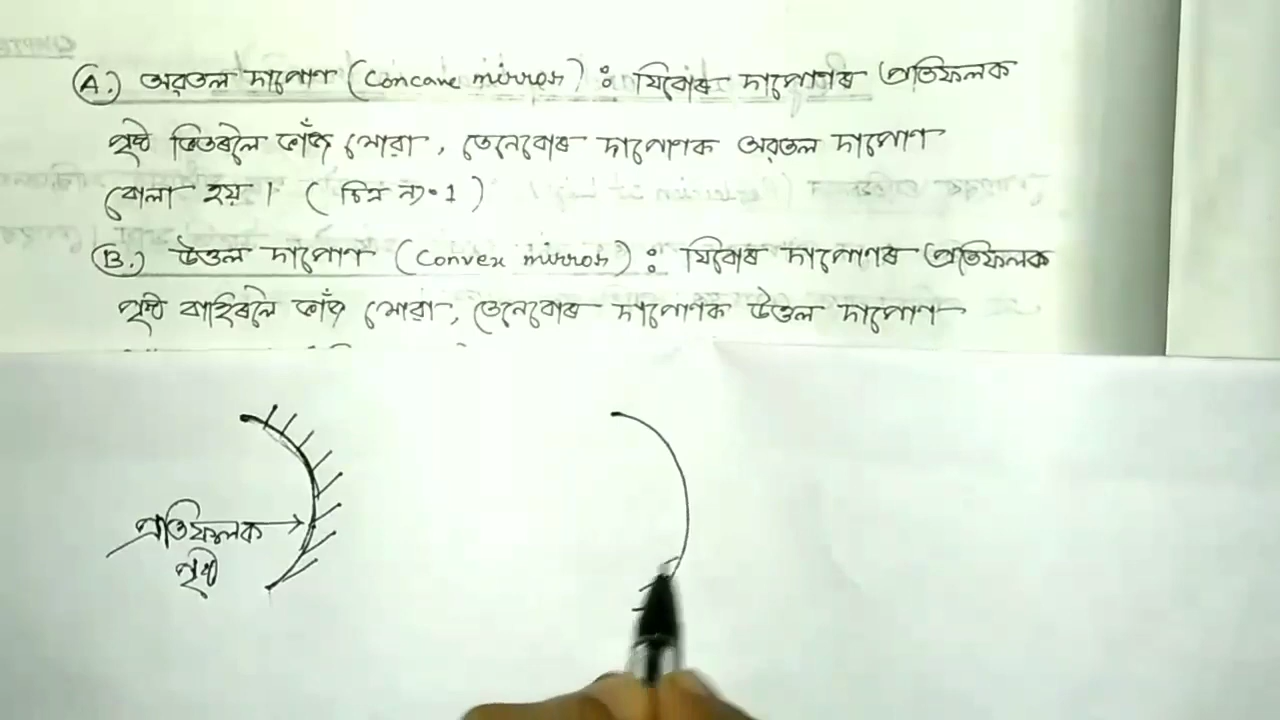 (A.) অৱতল দাপোণ (Concave mirror) : যিবোৰ দাপোণৰ প্ৰতিফলক
পৃষ্ঠ ভিতৰলৈ ভাঁজ মোৱা, তেনেবোৰ দাপোণক অৱতল দাপোণ
বোলা হয়। (চিত্ৰ নং-1)
(B.) উত্তল দাপোণ (Convex mirror) : যিবোৰ দাপোণৰ প্ৰতিফলক
পৃষ্ঠ বাহিৰলৈ ভাঁজ মোৱা, তেনেবোৰ দাপোণক উত্তল দাপোণ
প্ৰতিফলক
পৃষ্ঠ